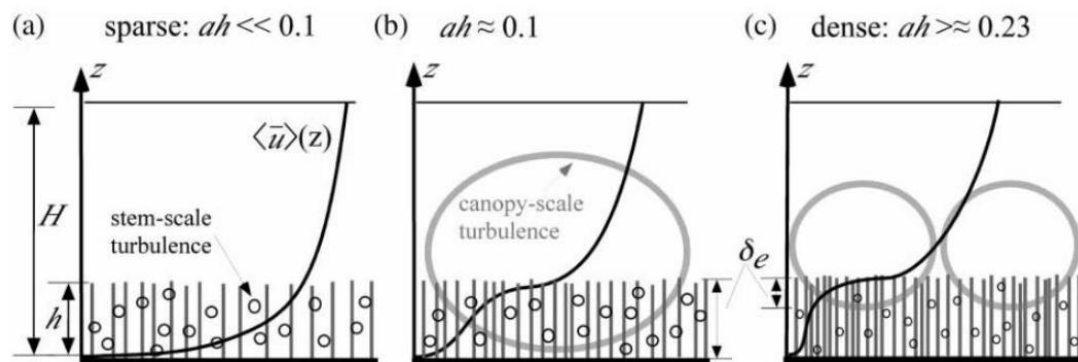 (a) sparse: ah << 0.1
(b) ah ≈ 0.1
(c) dense: ah >≈ 0.23
z
z
z
⟨ū⟩(z)
H
stem-scale
turbulence
canopy-scale
turbulence
h
δe